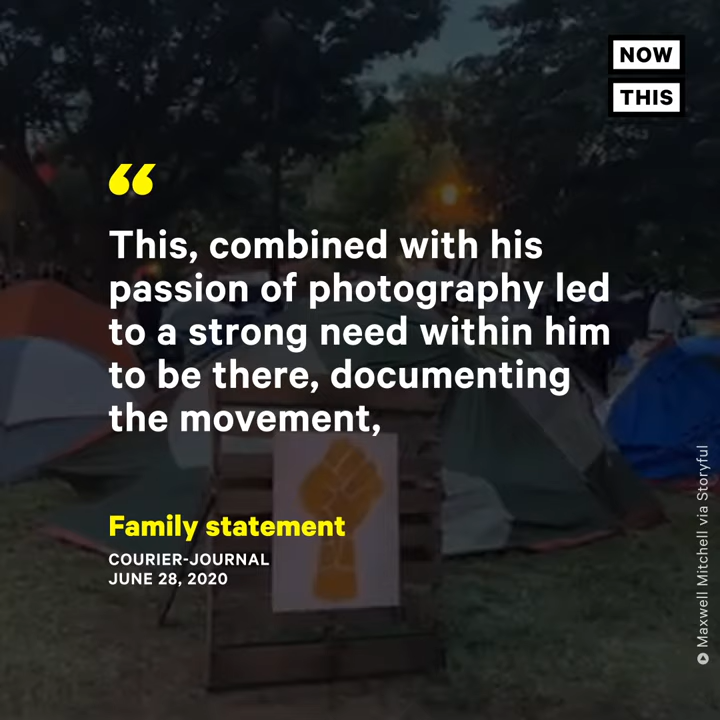 NOW
THIS
“
This, combined with his
passion of photography led
to a strong need within him
to be there, documenting
the movement,
Family statement
COURIER-JOURNAL
JUNE 28, 2020
Maxwell Mitchell via Storyful